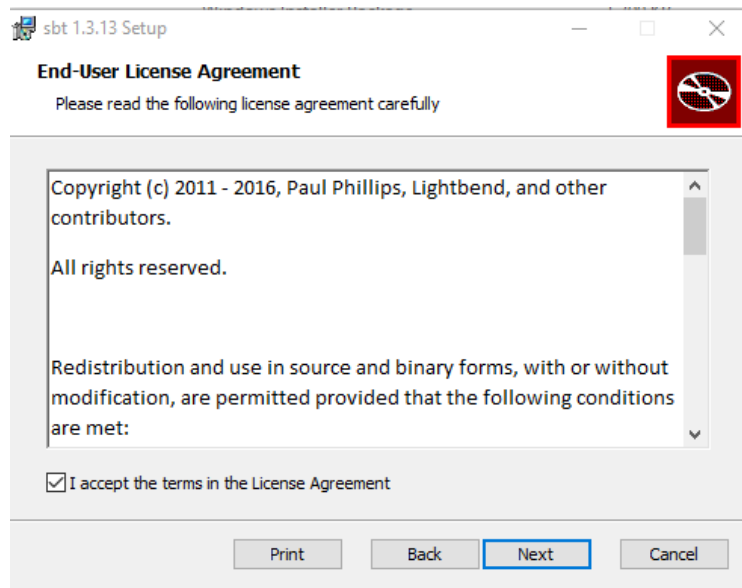 sbt 1.3.13 Setup
End-User License Agreement
Please read the following license agreement carefully
Copyright (c) 2011 - 2016, Paul Phillips, Lightbend, and other
contributors.
All rights reserved.
Redistribution and use in source and binary forms, with or without
modification, are permitted provided that the following conditions
are met:
I accept the terms in the License Agreement
Print Back Next Cancel